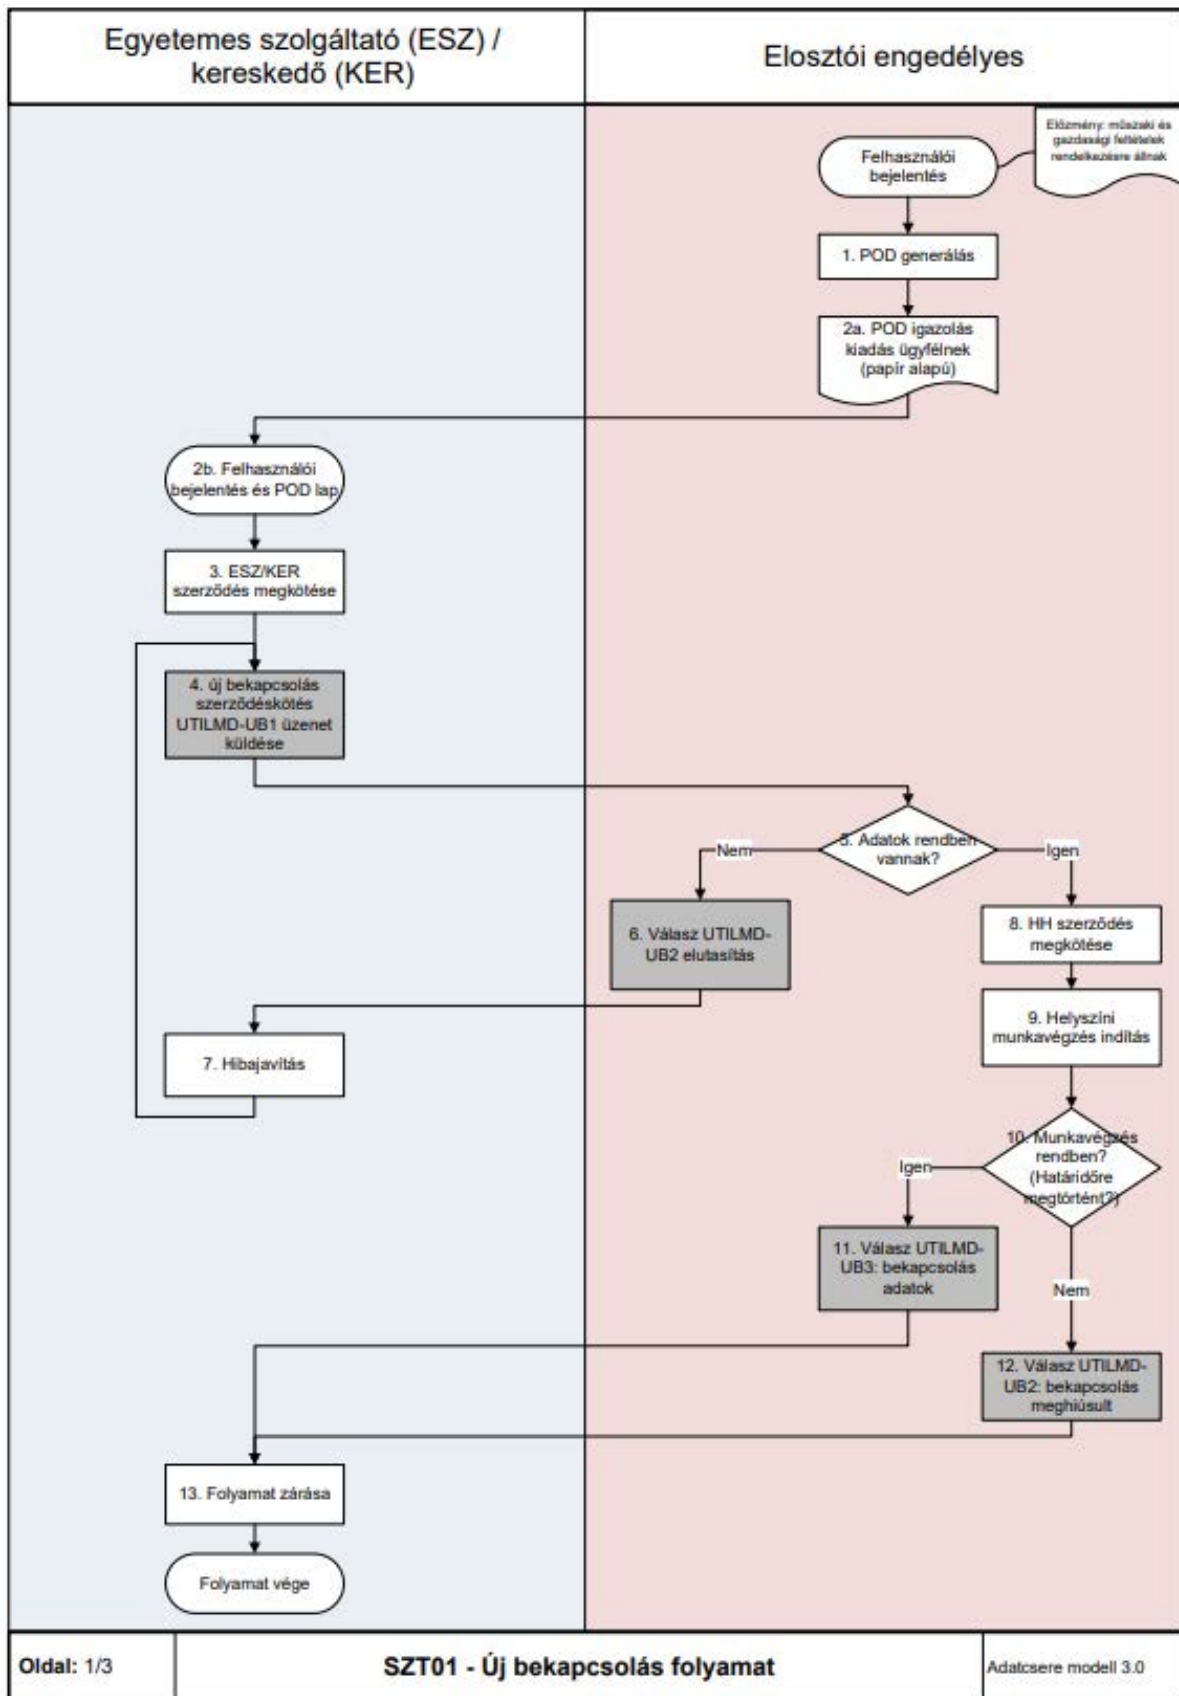 Egyetemes szolgáltató (ESZ) /
kereskedő (KER)
Elosztói engedélyes
Előzmény: műszaki és
gazdasági feltételek
rendelkezésre állnak
Felhasználói
bejelentés
1. POD generálás
2a. POD igazolás
kiadás ügyfélnek
(papír alapú)
2b. Felhasználói
bejelentés és POD lap
3. ESZ/KER
szerződés megkötése
4. új bekapcsolás
szerződéskötés
UTILMD-UB1 üzenet
küldése
5. Adatok rendben
vannak?
Nem
Igen
6. Válasz UTILMD-
UB2 elutasítás
8. HH szerződés
megkötése
9. Helyszíni
munkavégzés indítás
7. Hibajavítás
10. Munkavégzés
rendben?
(Határidőre
megtörtént?)
Igen
11. Válasz UTILMD-
UB3: bekapcsolás
adatok
Nem
12. Válasz UTILMD-
UB2: bekapcsolás
meghiúsult
13. Folyamat zárása
Folyamat vége
Oldal: 1/3
SZT01 - Új bekapcsolás folyamat
Adatcsere modell 3.0